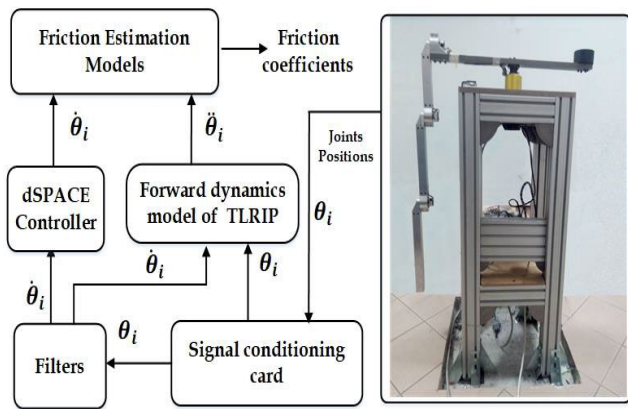 Friction Estimation
Models
Friction
coefficients
θ̇ᵢ
θ̈ᵢ
Joints
Positions
dSPACE
Controller
Forward dynamics
model of TLRIP
θᵢ
θ̇ᵢ
θ̇ᵢ
θᵢ
Filters
θᵢ
Signal conditioning
card